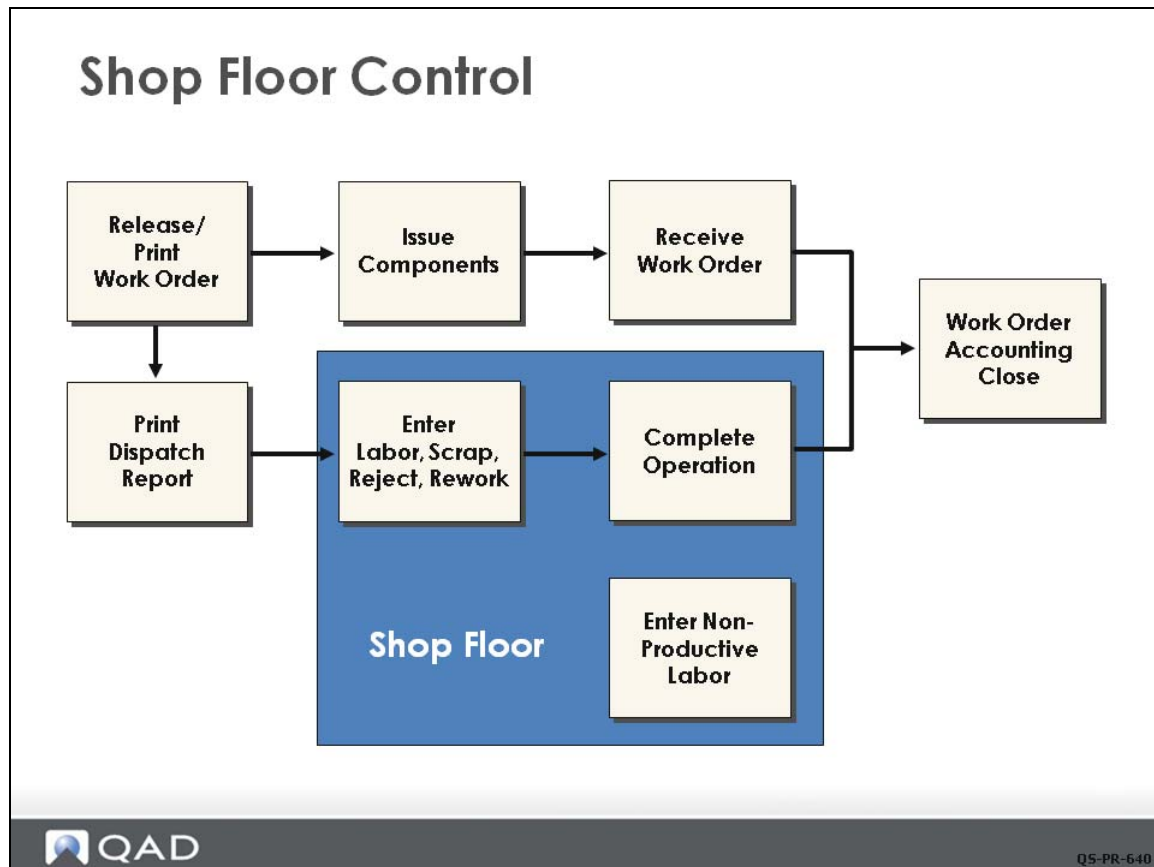 Shop Floor Control
Release/
Print
Work Order
Issue
Components
Receive
Work Order
Work Order
Accounting
Close
Print
Dispatch
Report
Enter
Labor, Scrap,
Reject, Rework
Complete
Operation
Shop Floor
Enter Non-
Productive
Labor
QAD
QS-PR-640